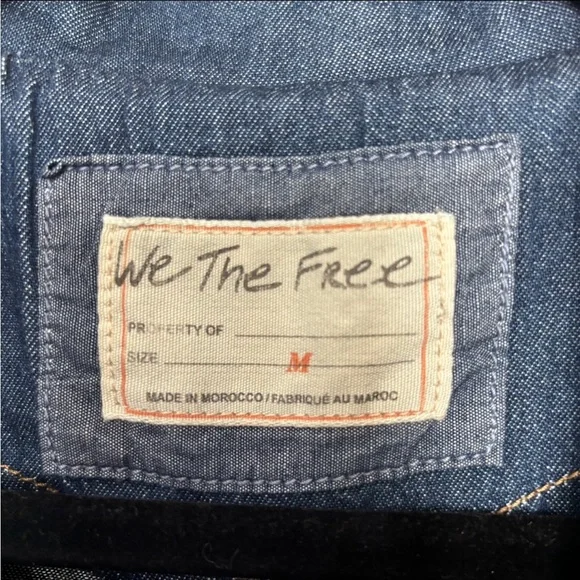 We The Free
PROPERTY OF
SIZE M
MADE IN MOROCCO / FABRIQUÉ AU MAROC